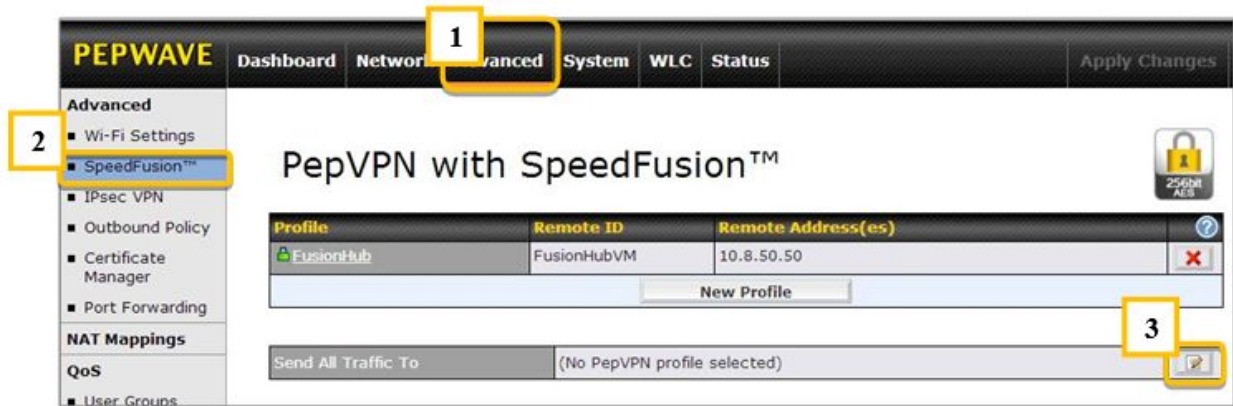 1
PEPWAVE Dashboard Network Advanced System WLC Status Apply Changes
Advanced
2
Wi-Fi Settings
SpeedFusion™
IPsec VPN
Outbound Policy
Certificate
Manager
Port Forwarding
NAT Mappings
QoS
User Groups
PepVPN with SpeedFusion™
256bit
AES
Profile Remote ID Remote Address(es)
FusionHub FusionHubVM 10.8.50.50
New Profile
3
Send All Traffic To (No PepVPN profile selected)